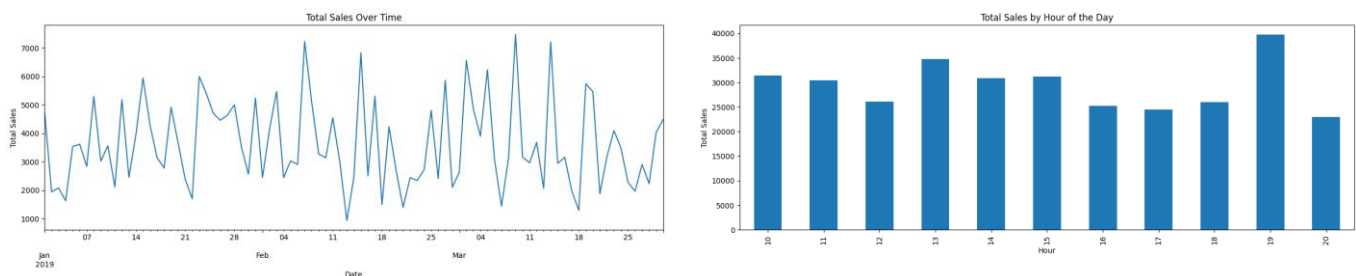 Total Sales Over Time
Total Sales
7000
6000
5000
4000
3000
2000
1000
07 14 21 28 04 11 18 25 04 11 18 25
Jan Feb Mar
2019
Date
Total Sales by Hour of the Day
Total Sales
40000
35000
30000
25000
20000
15000
10000
5000
0
10 11 12 13 14 15 16 17 18 19 20
Hour